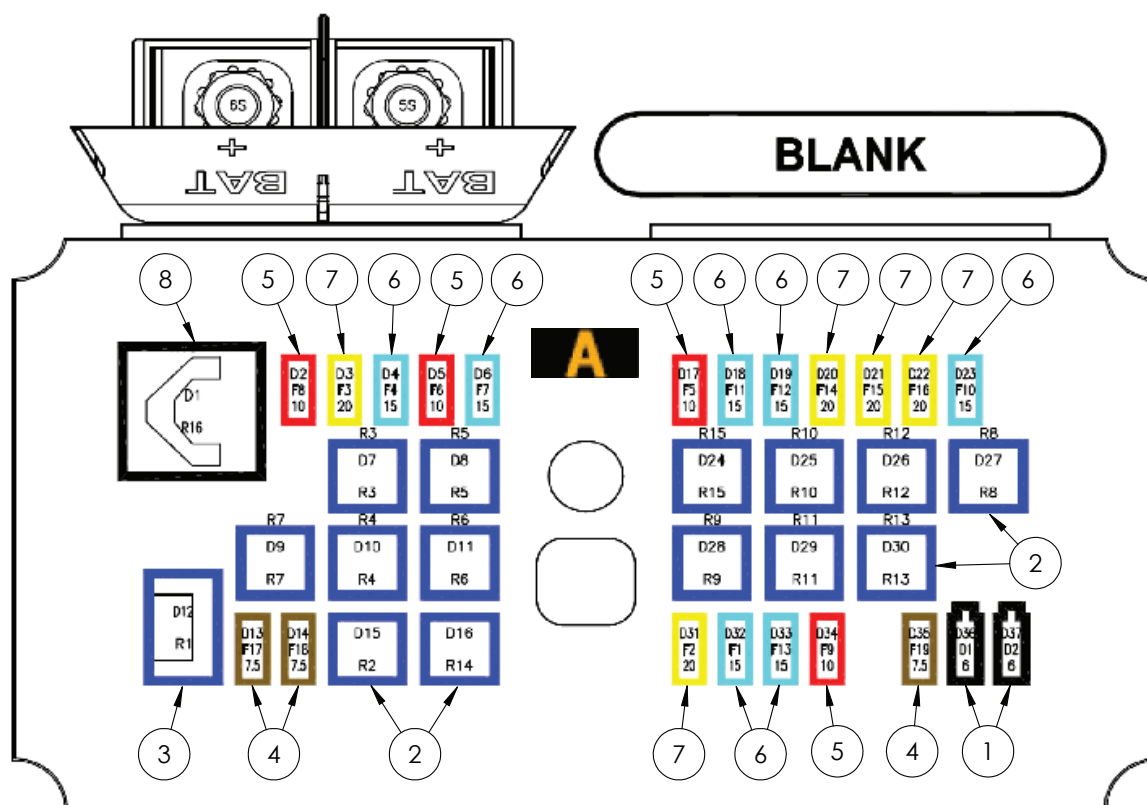 6S 5S
+ +
BAT BAT
BLANK
8 5 7 6 5 6 5 6 6 7 7 7 6
A
D2 D3 D4 D5 D6 D17 D18 D19 D20 D21 D22 D23
F8 F3 F4 F6 F7 F5 F11 F12 F14 F15 F16 F10
10 20 15 10 15 10 15 15 20 20 20 15
D1
R16
R3 R5 R15 R10 R12 R8
D7 D8 D24 D25 D26 D27
R3 R5 R15 R10 R12 R8
R7 R4 R6 R9 R11 R13
D9 D10 D11 D28 D29 D30
R7 R4 R6 R9 R11 R13
2
D12
R1
D13 D14 D15 D16 D31 D32 D33 D34 D35 D36 D37
F17 F18 R2 R14 F2 F1 F13 F9 F19 D1 D2
7.5 7.5 20 15 15 10 7.5 6 6
3 4 2 7 6 5 4 1